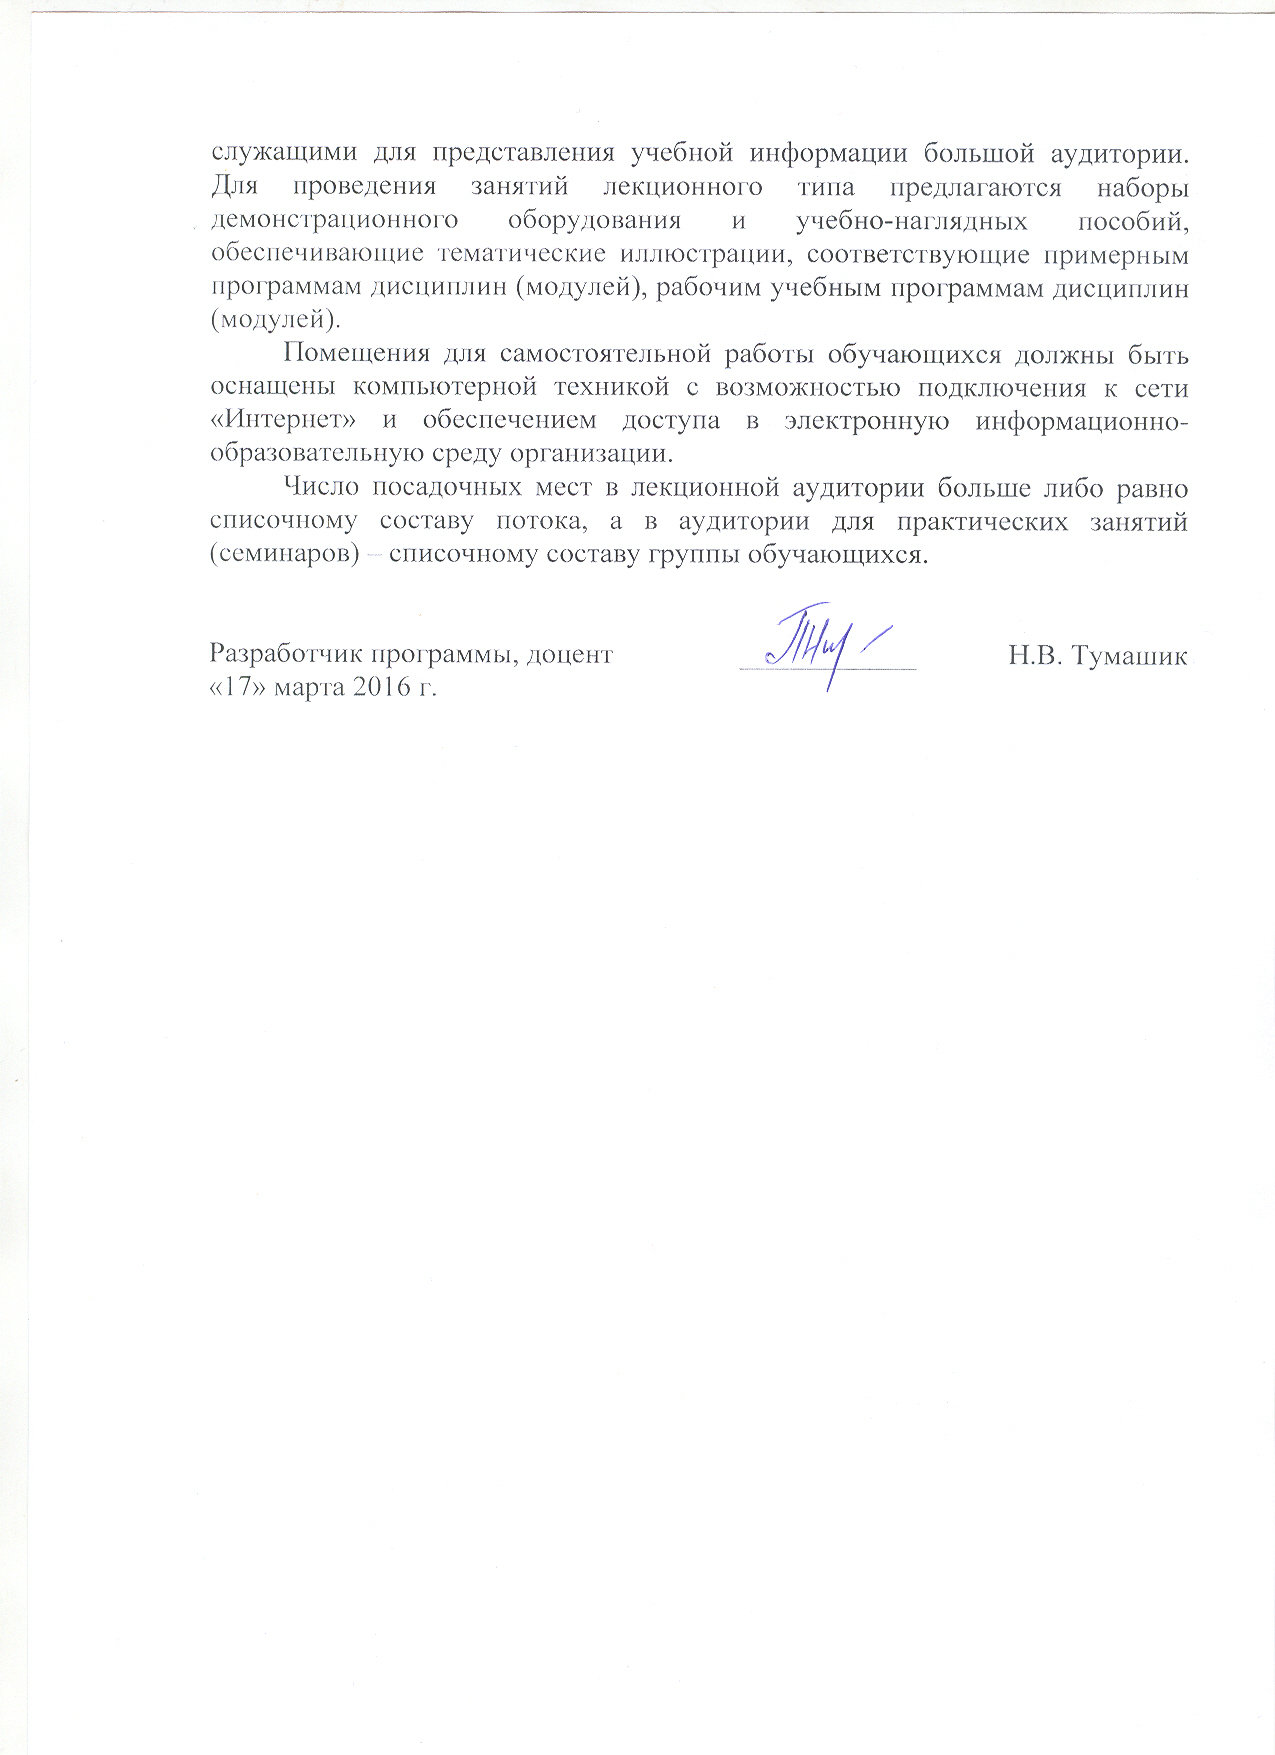 служащими для представления учебной информации большой аудитории.
Для проведения занятий лекционного типа предлагаются наборы
демонстрационного оборудования и учебно-наглядных пособий,
обеспечивающие тематические иллюстрации, соответствующие примерным
программам дисциплин (модулей), рабочим учебным программам дисциплин
(модулей).
Помещения для самостоятельной работы обучающихся должны быть
оснащены компьютерной техникой с возможностью подключения к сети
«Интернет» и обеспечением доступа в электронную информационно-
образовательную среду организации.
Число посадочных мест в лекционной аудитории больше либо равно
списочному составу потока, а в аудитории для практических занятий
(семинаров) – списочному составу группы обучающихся.
Разработчик программы, доцент Н.В. Тумашик
«17» марта 2016 г.